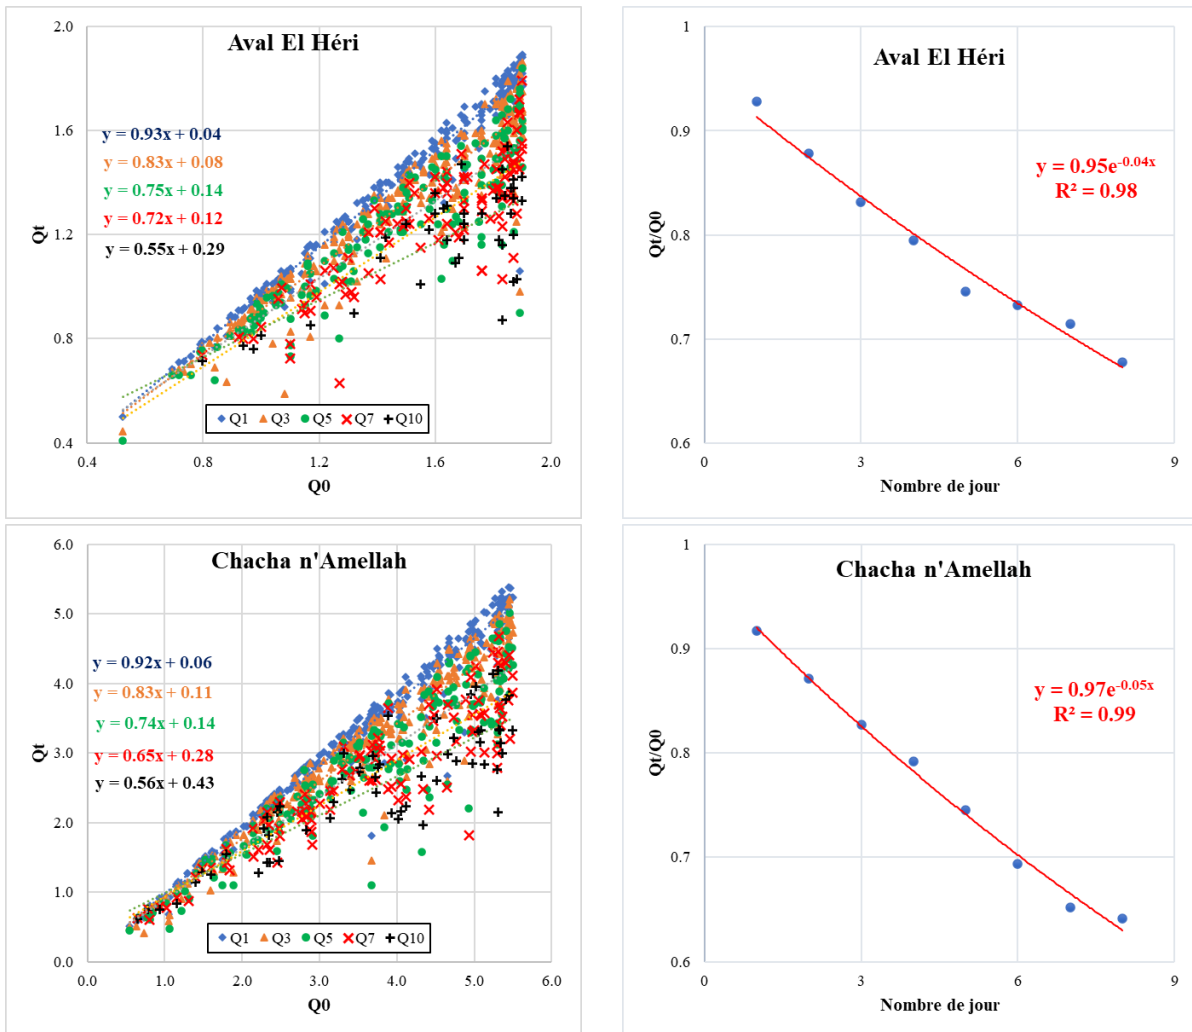 Aval El Héri
2.0
1.6
1.2
0.8
0.4
Qt
y = 0.93x + 0.04
y = 0.83x + 0.08
y = 0.75x + 0.14
y = 0.72x + 0.12
y = 0.55x + 0.29
Q1 Q3 Q5 Q7 Q10
0.4 0.8 1.2 1.6 2.0
Q0
Aval El Héri
1
0.9
0.8
0.7
0.6
Qt/Q0
y = 0.95e-0.04x
R² = 0.98
0 3 6 9
Nombre de jour
Chacha n'Amellah
6.0
5.0
4.0
3.0
2.0
1.0
0.0
Qt
y = 0.92x + 0.06
y = 0.83x + 0.11
y = 0.74x + 0.14
y = 0.65x + 0.28
y = 0.56x + 0.43
Q1 Q3 Q5 Q7 Q10
0.0 1.0 2.0 3.0 4.0 5.0 6.0
Q0
Chacha n'Amellah
1
0.9
0.8
0.7
0.6
Qt/Q0
y = 0.97e-0.05x
R² = 0.99
0 3 6 9
Nombre de jour